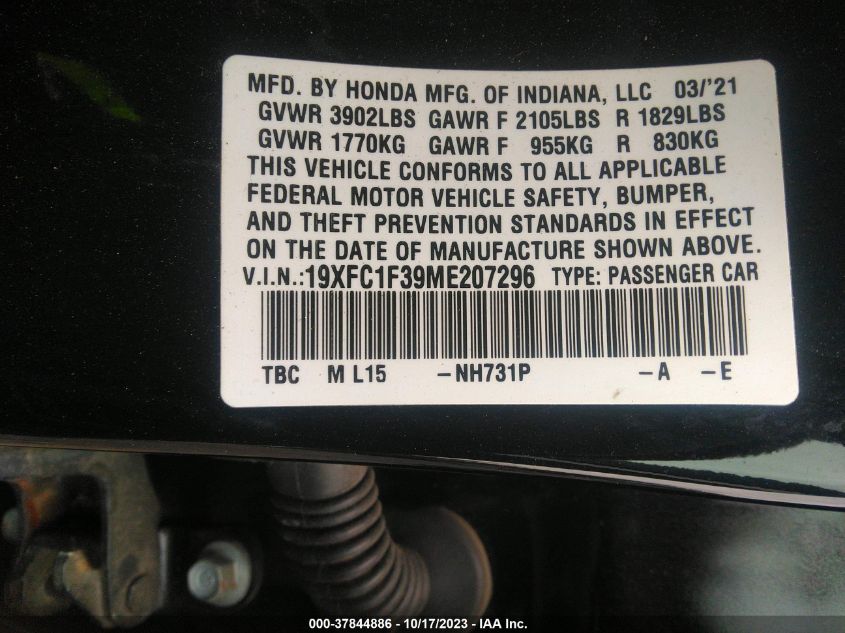 MFD. BY HONDA MFG. OF INDIANA, LLC 03/'21
GVWR 3902LBS GAWR F 2105LBS R 1829LBS
GVWR 1770KG GAWR F 955KG R 830KG
THIS VEHICLE CONFORMS TO ALL APPLICABLE
FEDERAL MOTOR VEHICLE SAFETY, BUMPER,
AND THEFT PREVENTION STANDARDS IN EFFECT
ON THE DATE OF MANUFACTURE SHOWN ABOVE.
V.I.N.:19XFC1F39ME207296 TYPE: PASSENGER CAR
TBC M L15 -NH731P -A -E
000-37844886 - 10/17/2023 - IAA Inc.